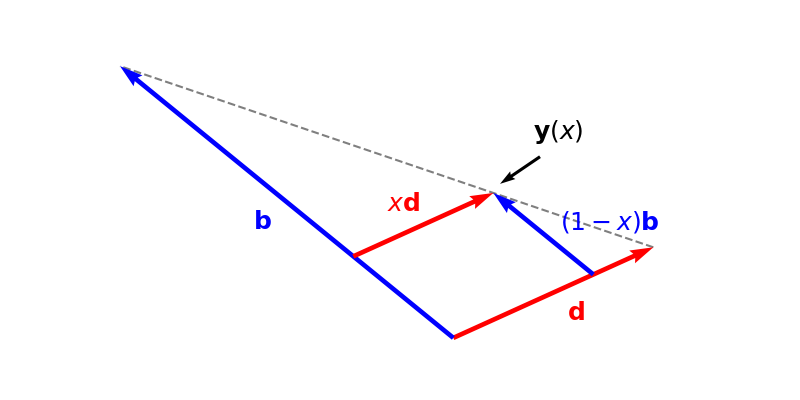 y(x)
xd
b
(1 − x)b
d